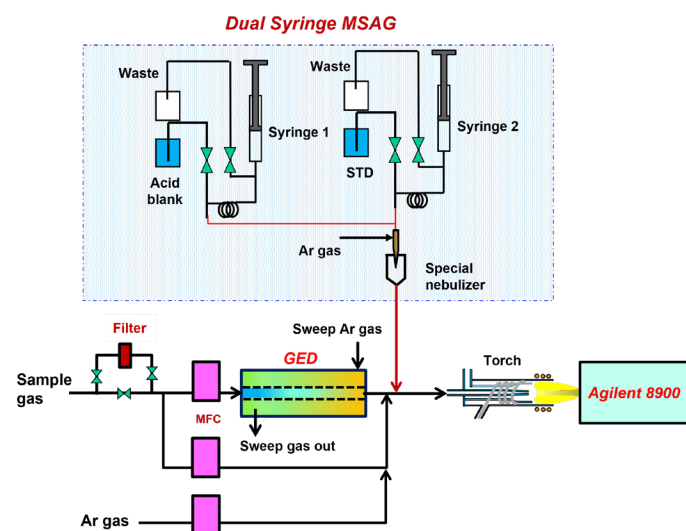 Dual Syringe MSAG
Waste
Syringe 1
Acid
blank
Waste
Syringe 2
STD
Ar gas
Special
nebulizer
Filter
Sweep Ar gas
GED
Torch
Sample
gas
MFC
Agilent 8900
Sweep gas out
Ar gas